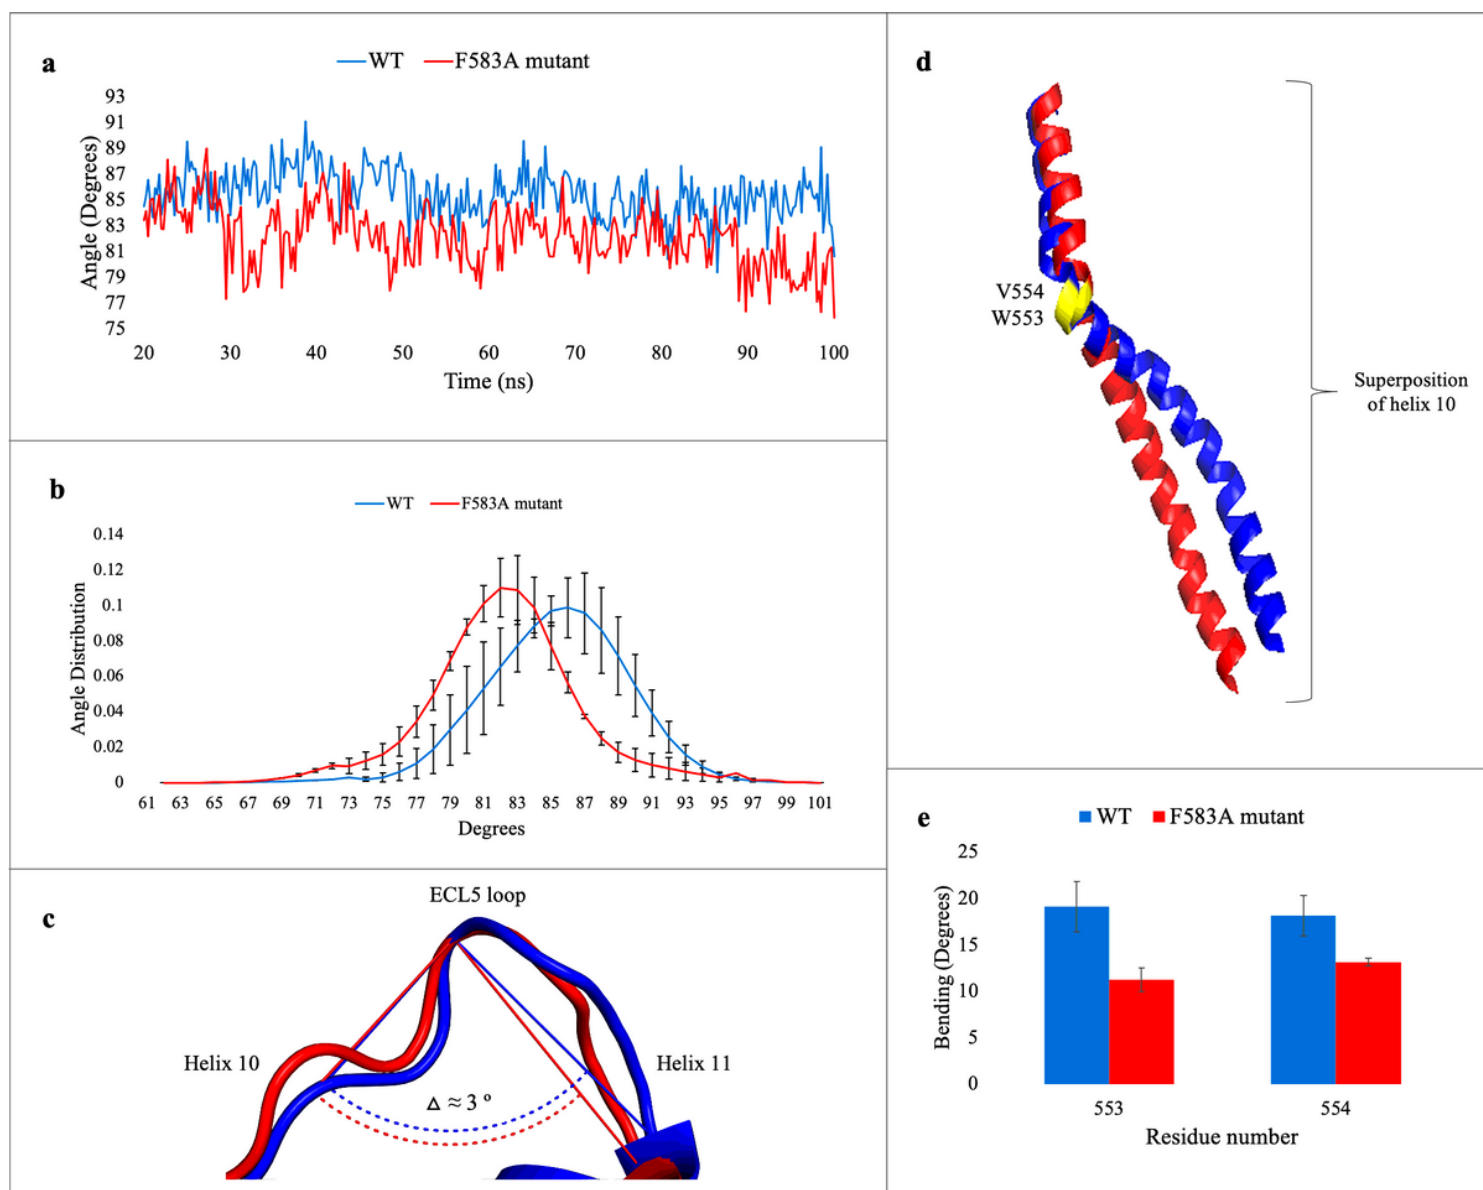 a
WT F583A mutant
Angle (Degrees)
93
91
89
87
85
83
81
79
77
75
20 30 40 50 60 70 80 90 100
Time (ns)
b
WT F583A mutant
Angle Distribution
0.14
0.12
0.1
0.08
0.06
0.04
0.02
0
61 63 65 67 69 71 73 75 77 79 81 83 85 87 89 91 93 95 97 99 101
Degrees
c
ECL5 loop
Helix 10
Helix 11
Δ ≈ 3 º
d
V554
W553
Superposition
of helix 10
e
WT F583A mutant
Bending (Degrees)
25
20
15
10
5
0
553 554
Residue number